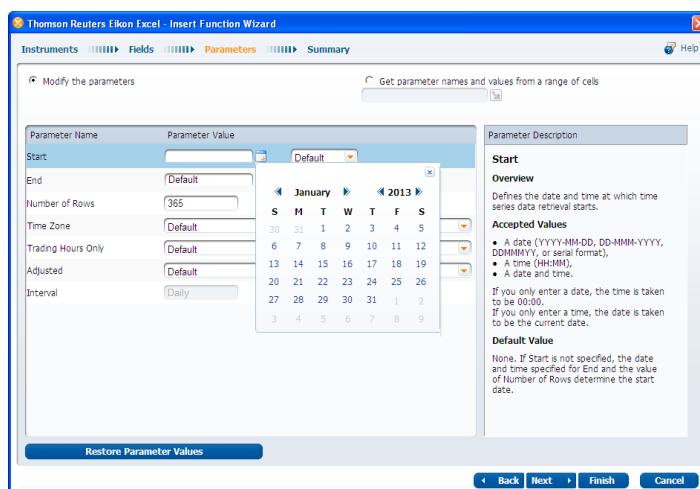 Thomson Reuters Eikon Excel - Insert Function Wizard
Instruments Fields Parameters Summary Help
Modify the parameters
Get parameter names and values from a range of cells
Parameter Name Parameter Value
Start Default
End Default
Number of Rows 365
Time Zone Default
Trading Hours Only Default
Adjusted Default
Interval Daily
January 2013
S M T W T F S
30 31 1 2 3 4 5
6 7 8 9 10 11 12
13 14 15 16 17 18 19
20 21 22 23 24 25 26
27 28 29 30 31 1 2
3 4 5 6 7 8 9
Parameter Description
Start
Overview
Defines the date and time at which time
series data retrieval starts.
Accepted Values
• A date (YYYY-MM-DD, DD-MMM-YYYY,
DDMMMYY, or serial format),
• A time (HH:MM),
• A date and time.
If you only enter a date, the time is taken
to be 00:00.
If you only enter a time, the date is taken
to be the current date.
Default Value
None. If Start is not specified, the date
and time specified for End and the value
of Number of Rows determine the start
date.
Restore Parameter Values
Back Next Finish Cancel